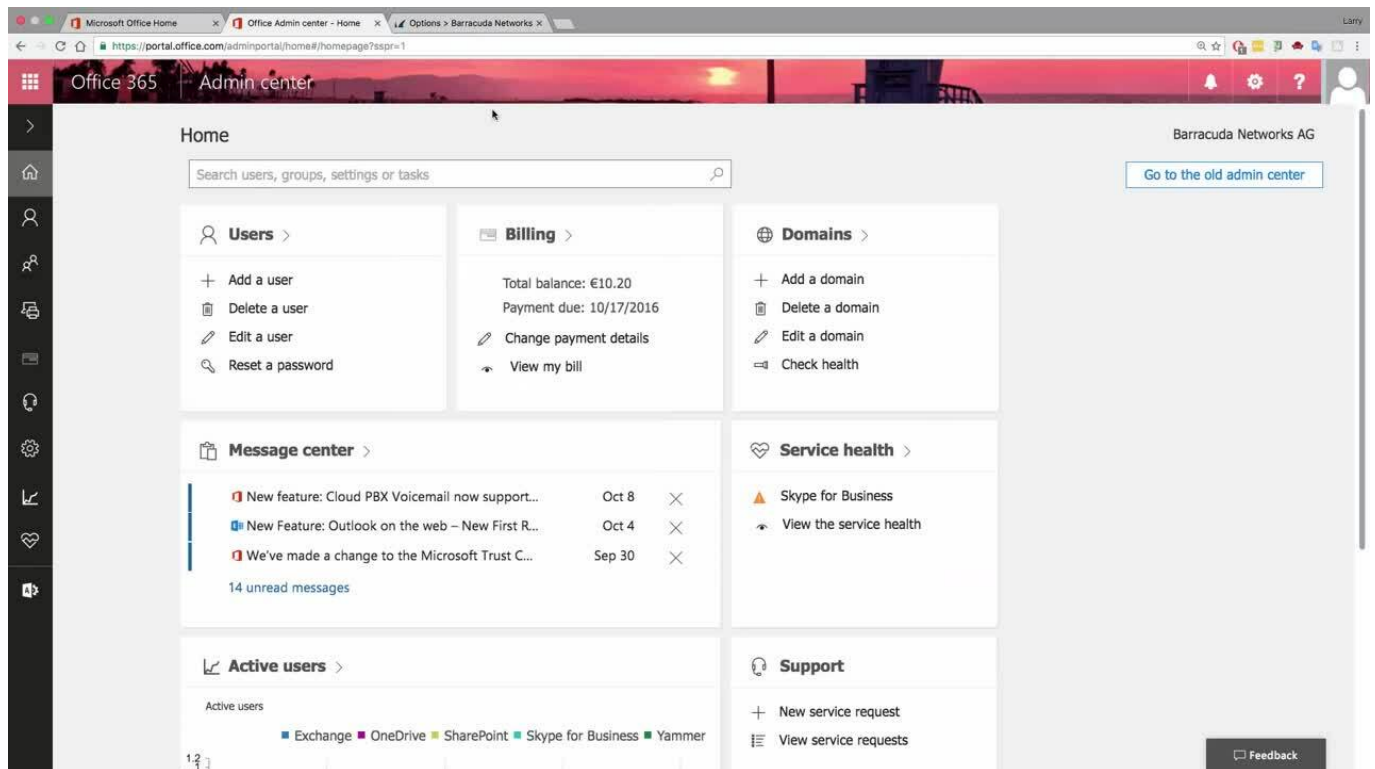 Microsoft Office Home
Office Admin center - Home
Options > Barracuda Networks
Larry
https://portal.office.com/adminportal/home#/homepage?sspr=1
Office 365
Admin center
?
Home
Barracuda Networks AG
Search users, groups, settings or tasks
Go to the old admin center
Users >
Billing >
Domains >
Add a user
Total balance: €10.20
Add a domain
Delete a user
Payment due: 10/17/2016
Delete a domain
Edit a user
Change payment details
Edit a domain
Reset a password
View my bill
Check health
Message center >
Service health >
New feature: Cloud PBX Voicemail now support... Oct 8
Skype for Business
New Feature: Outlook on the web – New First R... Oct 4
View the service health
We've made a change to the Microsoft Trust C... Sep 30
14 unread messages
Active users >
Support
Active users
New service request
Exchange OneDrive SharePoint Skype for Business Yammer
View service requests
1.2
1
Feedback